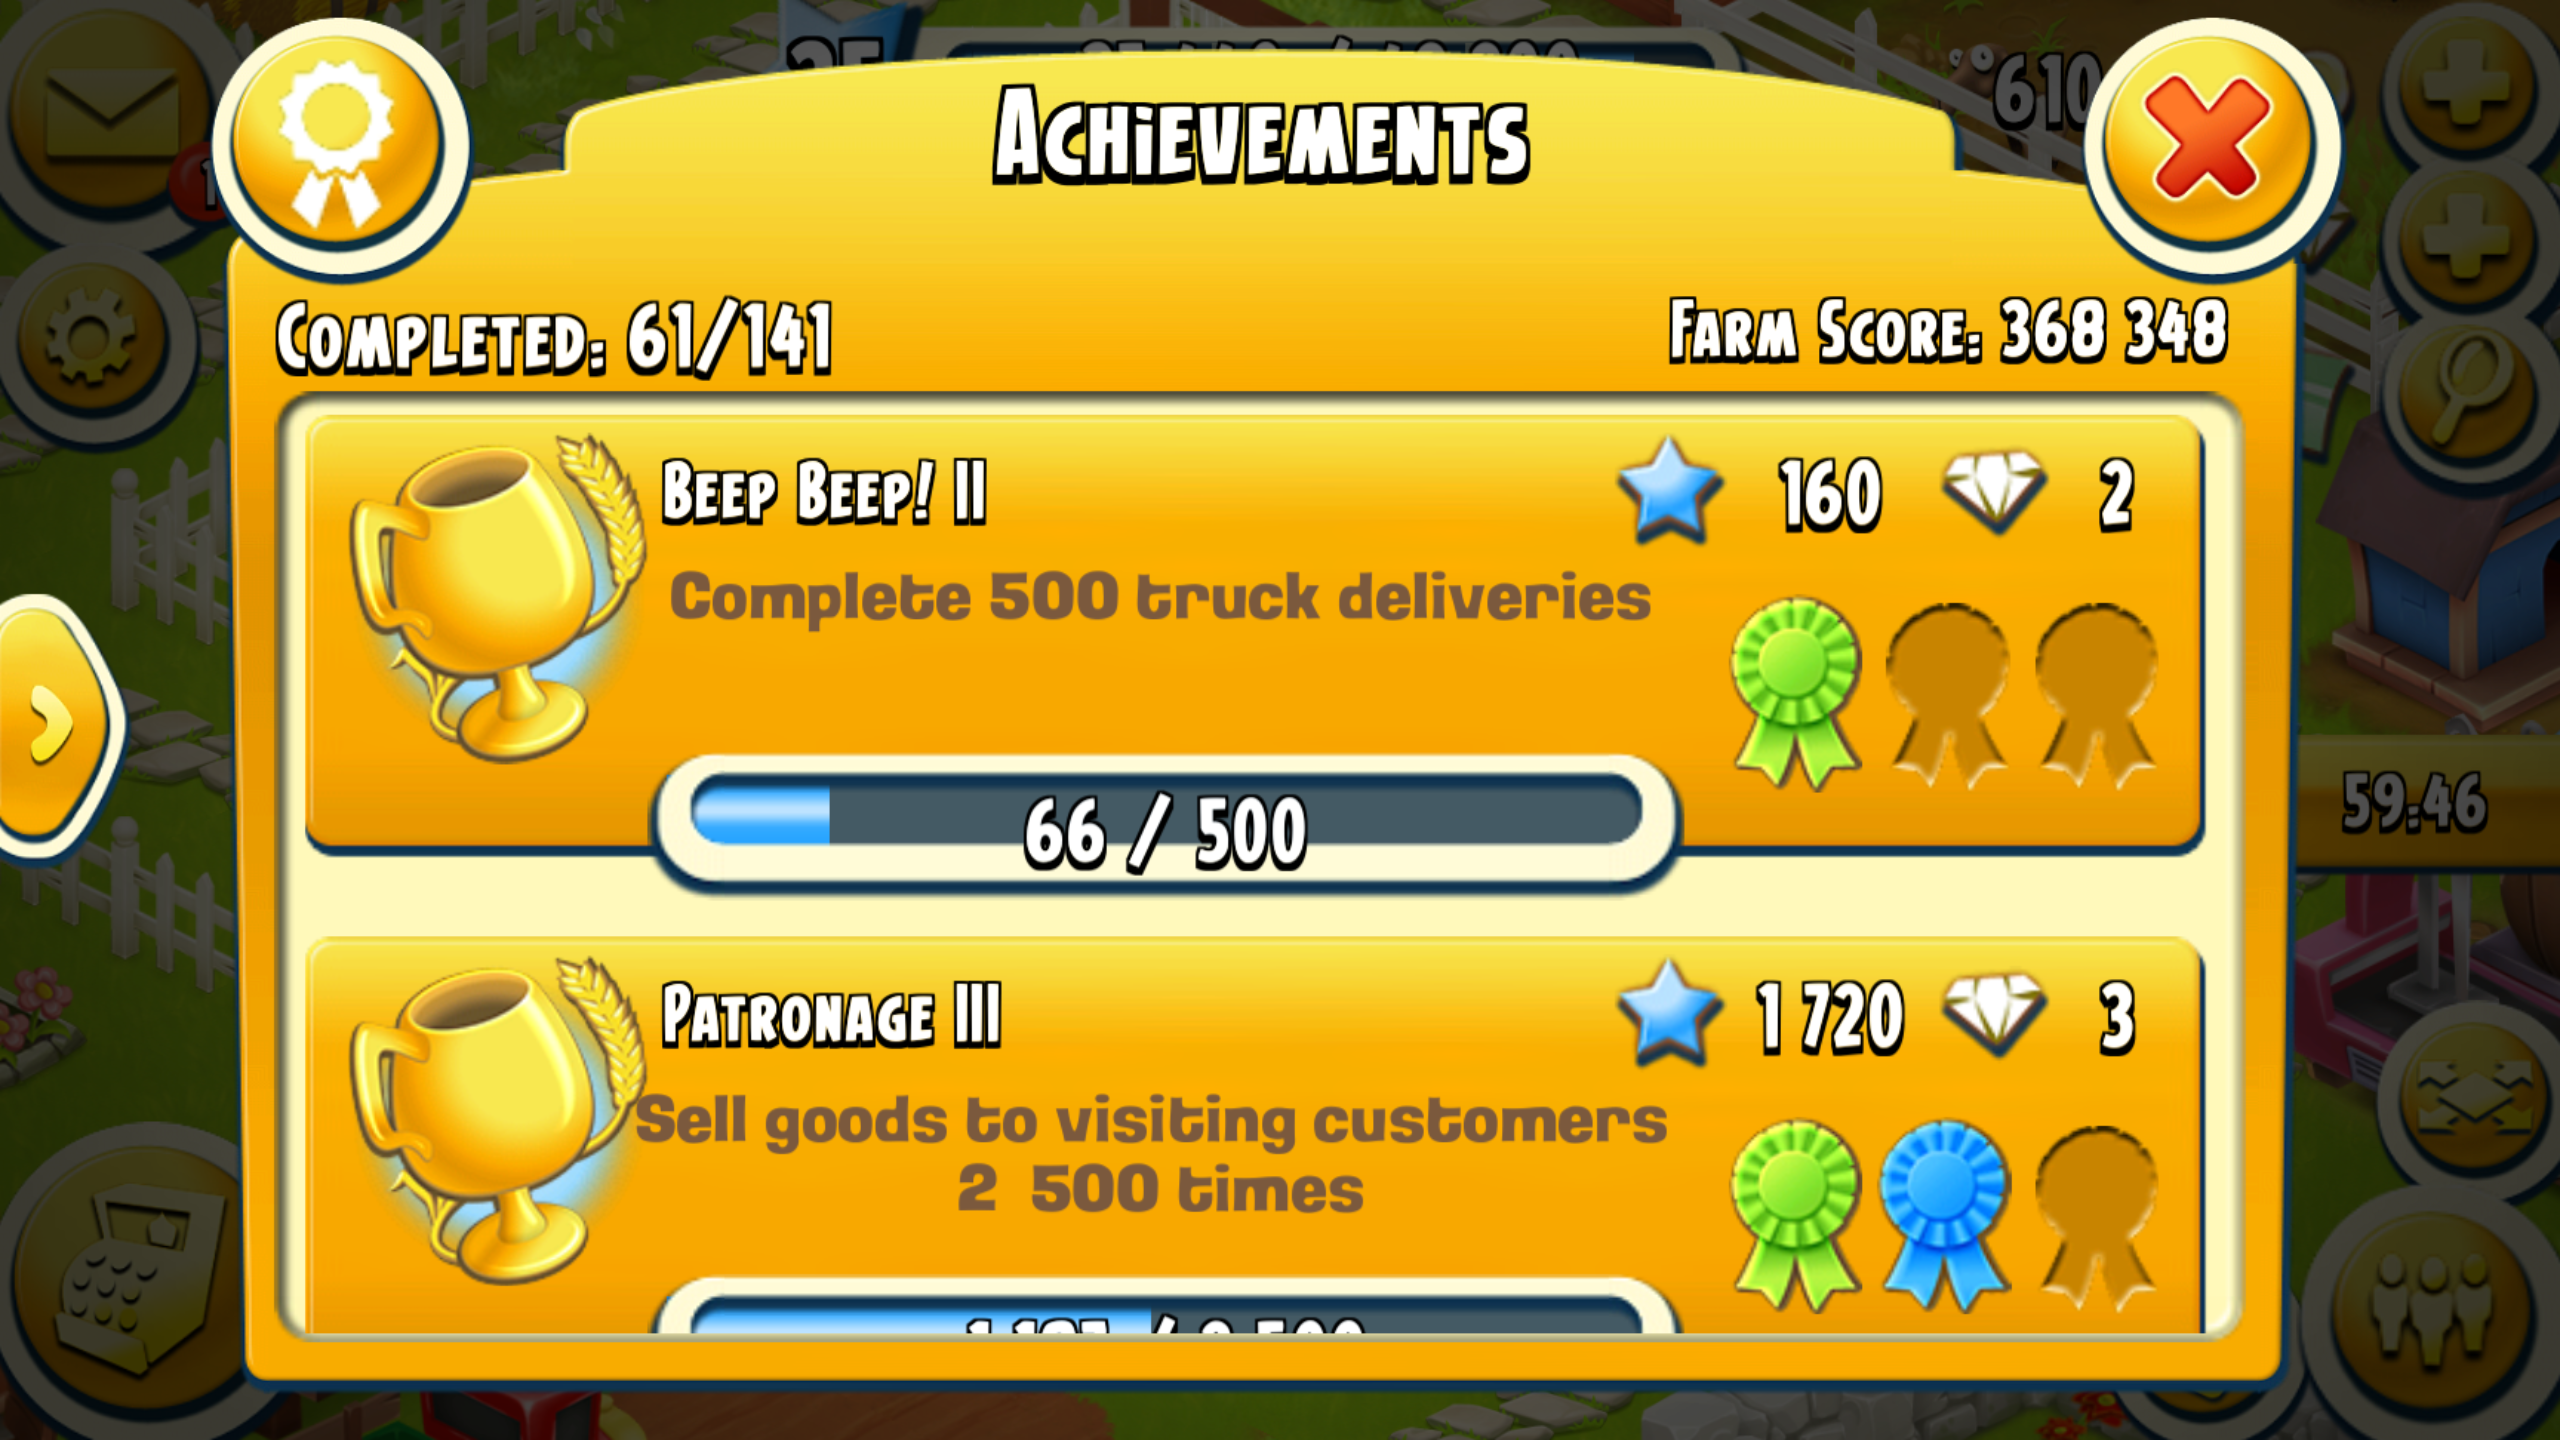 610
ACHIEVEMENTS
COMPLETED: 61/141
FARM SCORE: 368 348
BEEP BEEP! II
160
2
Complete 500 truck deliveries
66 / 500
59:46
PATRONAGE III
1 720
3
Sell goods to visiting customers
2 500 times